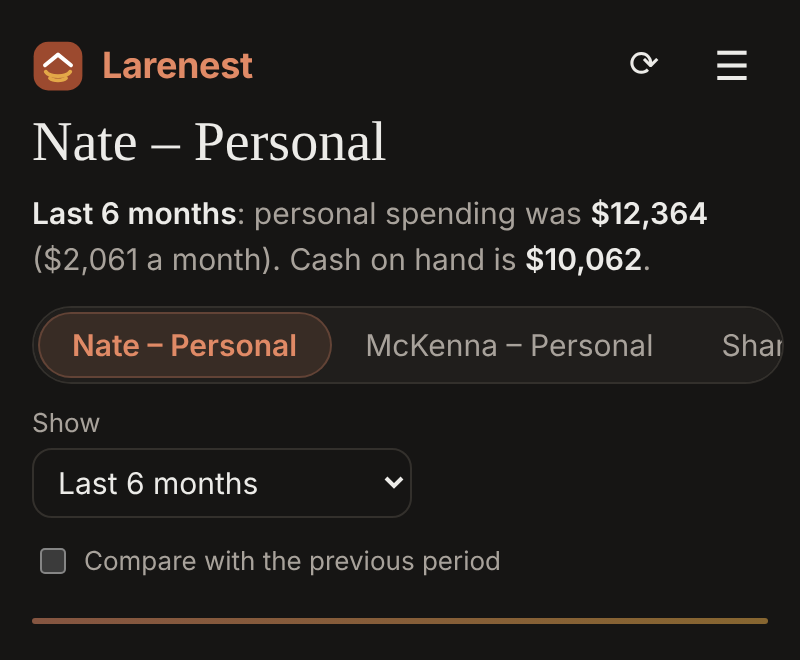 Larenest
Nate – Personal
Last 6 months: personal spending was $12,364
($2,061 a month). Cash on hand is $10,062.
Nate – Personal McKenna – Personal Shar
Show
Last 6 months
Compare with the previous period